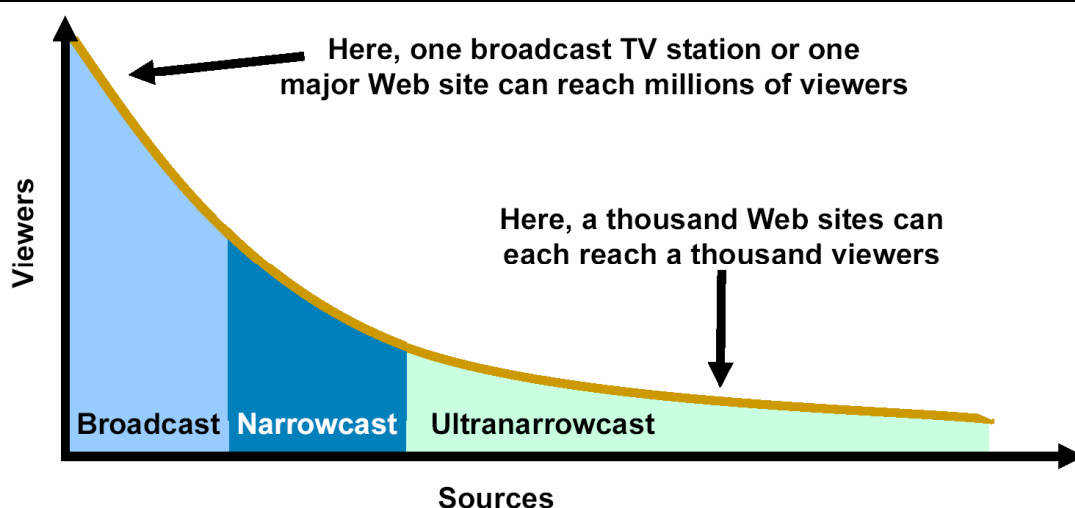 Here, one broadcast TV station or one
major Web site can reach millions of viewers
Viewers
Here, a thousand Web sites can
each reach a thousand viewers
Broadcast
Narrowcast
Ultranarrowcast
Sources